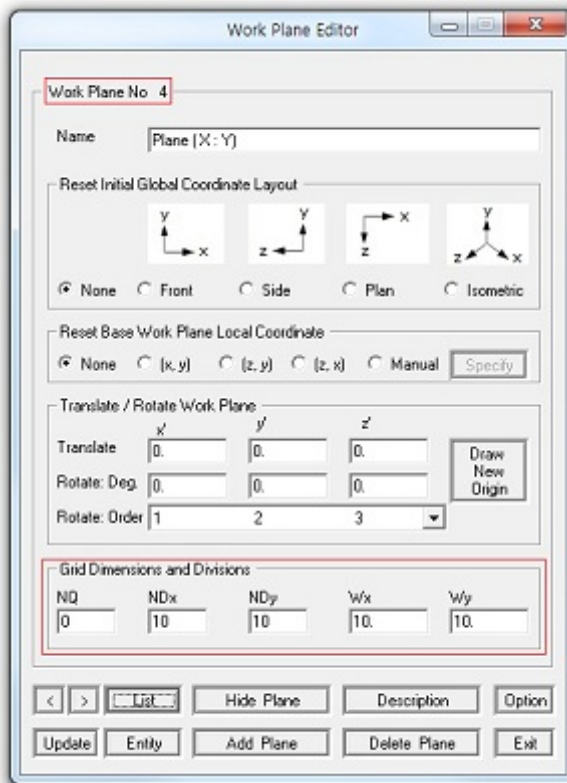 Work Plane Editor
Work Plane No 4
Name Plane (X : Y)
Reset Initial Global Coordinate Layout
y x y z x z y z x
None Front Side Plan Isometric
Reset Base Work Plane Local Coordinate
None (x, y) (z, y) (z, x) Manual Specify
Translate / Rotate Work Plane
x' y' z'
Translate 0. 0. 0. Draw New Origin
Rotate: Deg. 0. 0. 0.
Rotate: Order 1 2 3
Grid Dimensions and Divisions
NQ NDx NDy Wx Wy
0 10 10 10. 10.
< > List Hide Plane Description Option
Update Entity Add Plane Delete Plane Exit